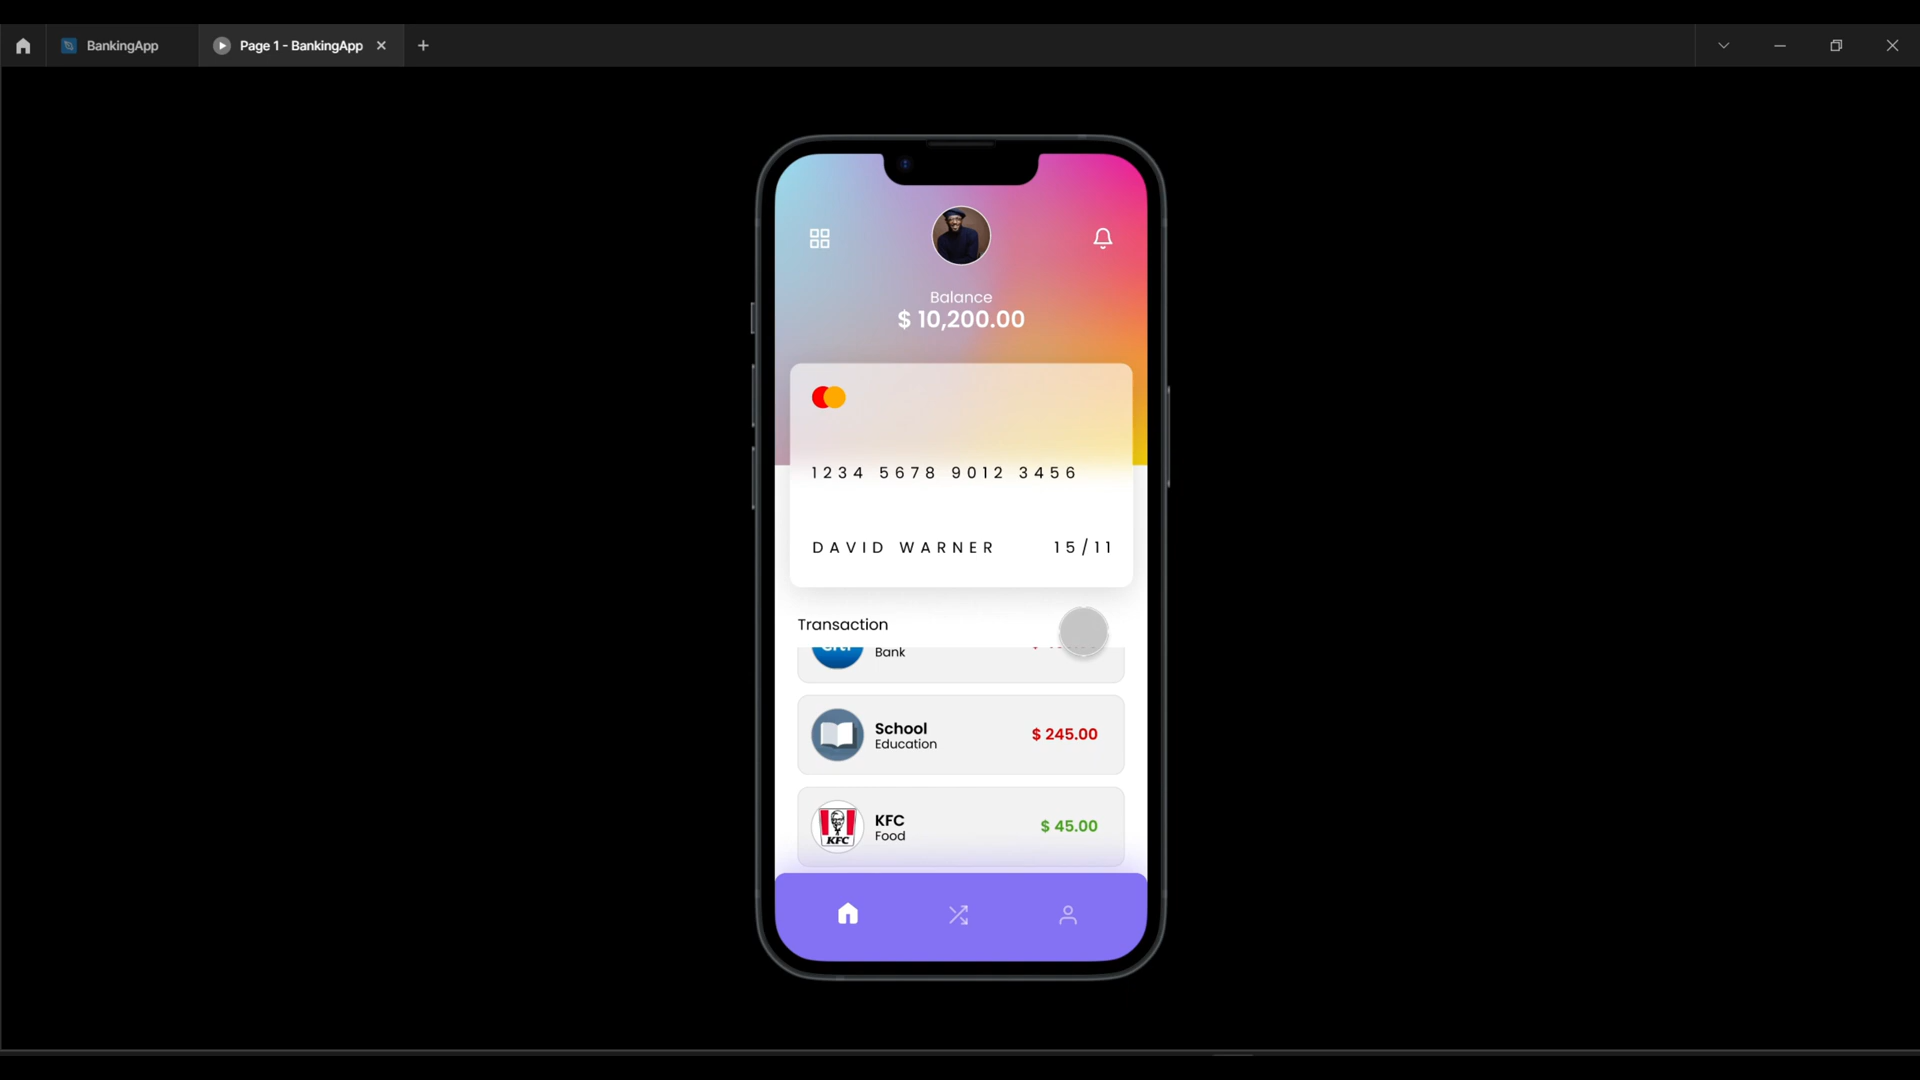 BankingApp
Page 1 - BankingApp
Balance
$ 10,200.00
1234 5678 9012 3456
DAVID WARNER 15/11
Transaction
Bank
School
$ 245.00
Education
KFC
KFC
$ 45.00
Food